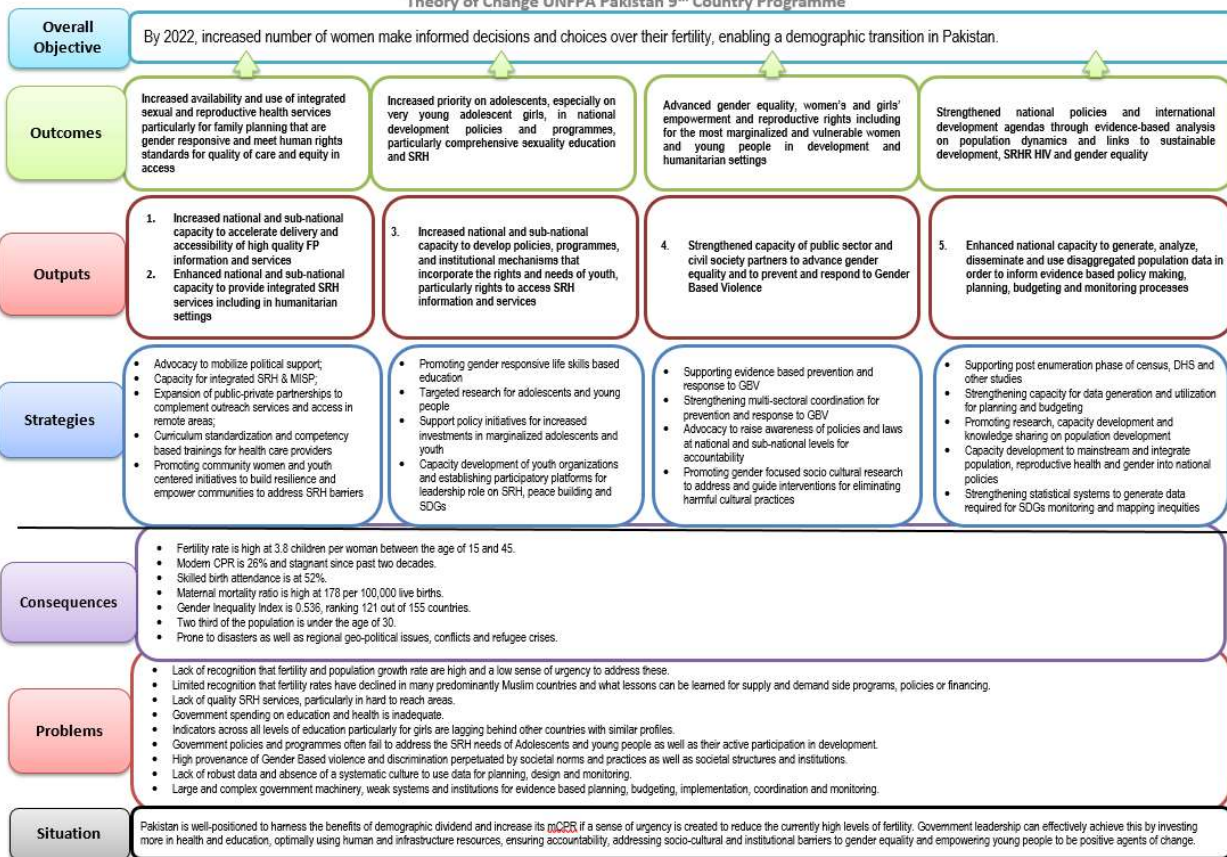 Theory of Change UNFPA Pakistan 9th Country Programme
Overall
Objective
By 2022, increased number of women make informed decisions and choices over their fertility, enabling a demographic transition in Pakistan.
Outcomes
Increased availability and use of integrated
sexual and reproductive health services
particularly for family planning that are
gender responsive and meet human rights
standards for quality of care and equity in
access
Increased priority on adolescents, especially on
very young adolescent girls, in national
development policies and programmes,
particularly comprehensive sexuality education
and SRH
Advanced gender equality, women's and girls'
empowerment and reproductive rights including
for the most marginalized and vulnerable women
and young people in development and
humanitarian settings
Strengthened national policies and international
development agendas through evidence-based analysis
on population dynamics and links to sustainable
development, SRHR HIV and gender equality
Outputs
1. Increased national and sub-national
capacity to accelerate delivery and
accessibility of high quality FP
information and services
2. Enhanced national and sub-national
capacity to provide integrated SRH
services including in humanitarian
settings
3. Increased national and sub-national
capacity to develop policies, programmes,
and institutional mechanisms that
incorporate the rights and needs of youth,
particularly rights to access SRH
information and services
4. Strengthened capacity of public sector and
civil society partners to advance gender
equality and to prevent and respond to Gender
Based Violence
5. Enhanced national capacity to generate, analyze,
disseminate and use disaggregated population data in
order to inform evidence based policy making,
planning, budgeting and monitoring processes
Strategies
• Advocacy to mobilize political support;
• Capacity for integrated SRH & MISP;
• Expansion of public-private partnerships to
complement outreach services and access in
remote areas;
• Curriculum standardization and competency
based trainings for health care providers
• Promoting community women and youth
centered initiatives to build resilience and
empower communities to address SRH barriers
• Promoting gender responsive life skills based
education
• Targeted research for adolescents and young
people
• Support policy initiatives for increased
investments in marginalized adolescents and
youth
• Capacity development of youth organizations
and establishing participatory platforms for
leadership role on SRH, peace building and
SDGs
• Supporting evidence based prevention and
response to GBV
• Strengthening multi-sectoral coordination for
prevention and response to GBV
• Advocacy to raise awareness of policies and laws
at national and sub-national levels for
accountability
• Promoting gender focused socio cultural research
to address and guide interventions for eliminating
harmful cultural practices
• Supporting post enumeration phase of census, DHS and
other studies
• Strengthening capacity for data generation and utilization
for planning and budgeting
• Promoting research, capacity development and
knowledge sharing on population development
• Capacity development to mainstream and integrate
population, reproductive health and gender into national
policies
• Strengthening statistical systems to generate data
required for SDGs monitoring and mapping inequities
Consequences
• Fertility rate is high at 3.8 children per woman between the age of 15 and 45.
• Modern CPR is 26% and stagnant since past two decades.
• Skilled birth attendance is at 52%.
• Maternal mortality ratio is high at 178 per 100,000 live births.
• Gender Inequality Index is 0.536, ranking 121 out of 155 countries.
• Two third of the population is under the age of 30.
• Prone to disasters as well as regional geo-political issues, conflicts and refugee crises.
Problems
• Lack of recognition that fertility and population growth rate are high and a low sense of urgency to address these.
• Limited recognition that fertility rates have declined in many predominantly Muslim countries and what lessons can be learned for supply and demand side programs, policies or financing.
• Lack of quality SRH services, particularly in hard to reach areas.
• Government spending on education and health is inadequate.
• Indicators across all levels of education particularly for girls are lagging behind other countries with similar profiles.
• Government policies and programmes often fail to address the SRH needs of Adolescents and young people as well as their active participation in development.
• High provenance of Gender Based violence and discrimination perpetuated by societal norms and practices as well as societal structures and institutions.
• Lack of robust data and absence of a systematic culture to use data for planning, design and monitoring.
• Large and complex government machinery, weak systems and institutions for evidence based planning, budgeting, implementation, coordination and monitoring.
Situation
Pakistan is well-positioned to harness the benefits of demographic dividend and increase its mCPR if a sense of urgency is created to reduce the currently high levels of fertility. Government leadership can effectively achieve this by investing
more in health and education, optimally using human and infrastructure resources, ensuring accountability, addressing socio-cultural and institutional barriers to gender equality and empowering young people to be positive agents of change.